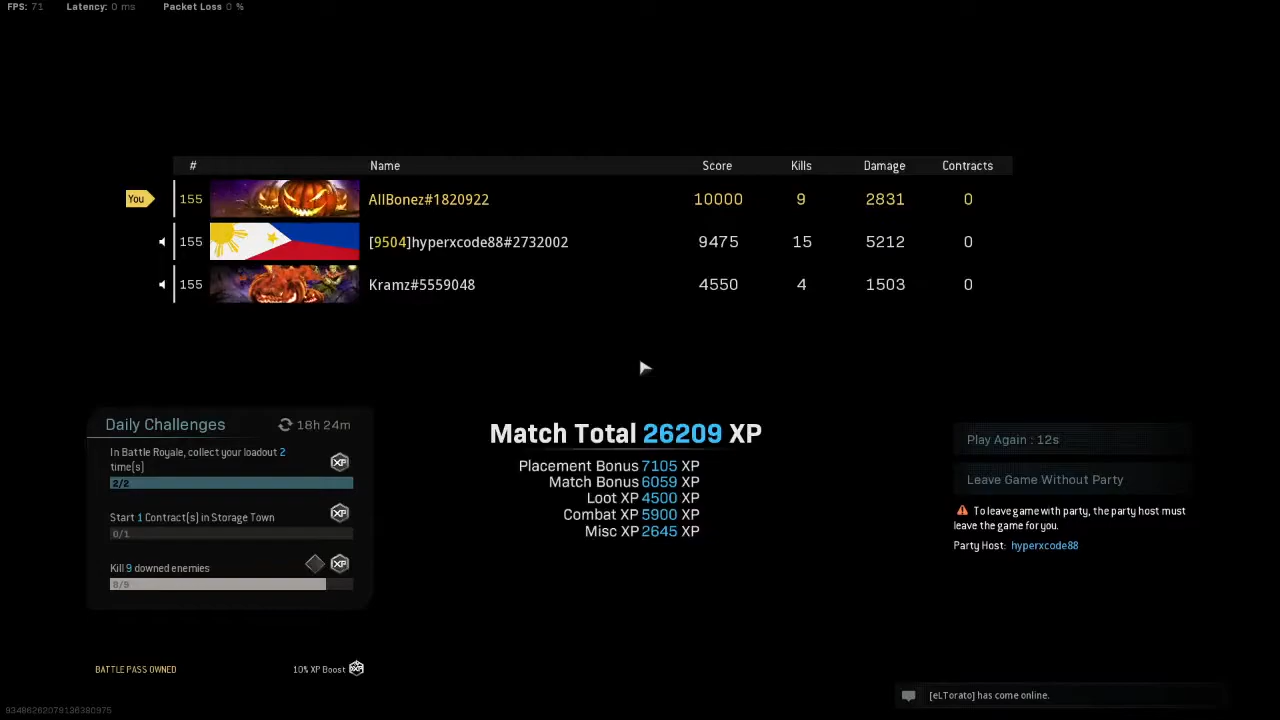 FPS: 71 Latency: 0 ms Packet Loss 0 %
# Name Score Kills Damage Contracts
You 155 AllBonez#1820922 10000 9 2831 0
155 [9504]hyperxcode88#2732002 9475 15 5212 0
155 Kramz#5559048 4550 4 1503 0
Daily Challenges 18h 24m
In Battle Royale, collect your loadout 2
time(s)
XP
2/2
Start 1 Contract(s) in Storage Town XP
0/1
Kill 9 downed enemies XP
8/9
BATTLE PASS OWNED 10% XP Boost
Match Total 26209 XP
Placement Bonus 7105 XP
Match Bonus 6059 XP
Loot XP 4500 XP
Combat XP 5900 XP
Misc XP 2645 XP
Play Again : 12s
Leave Game Without Party
To leave game with party, the party host must
leave the game for you.
Party Host: hyperxcode88
[eLTorato] has come online.